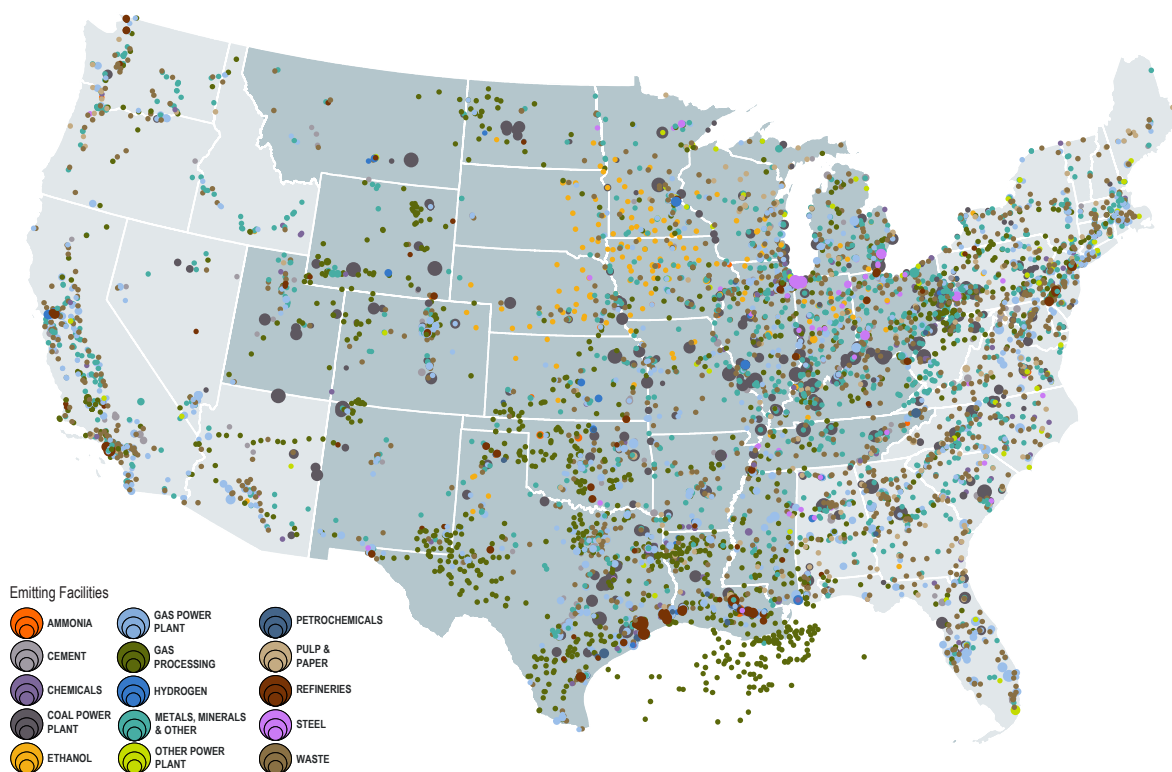 Emitting Facilities
AMMONIA
CEMENT
CHEMICALS
COAL POWER
PLANT
ETHANOL
GAS POWER
PLANT
GAS
PROCESSING
HYDROGEN
METALS, MINERALS
& OTHER
OTHER POWER
PLANT
PETROCHEMICALS
PULP &
PAPER
REFINERIES
STEEL
WASTE